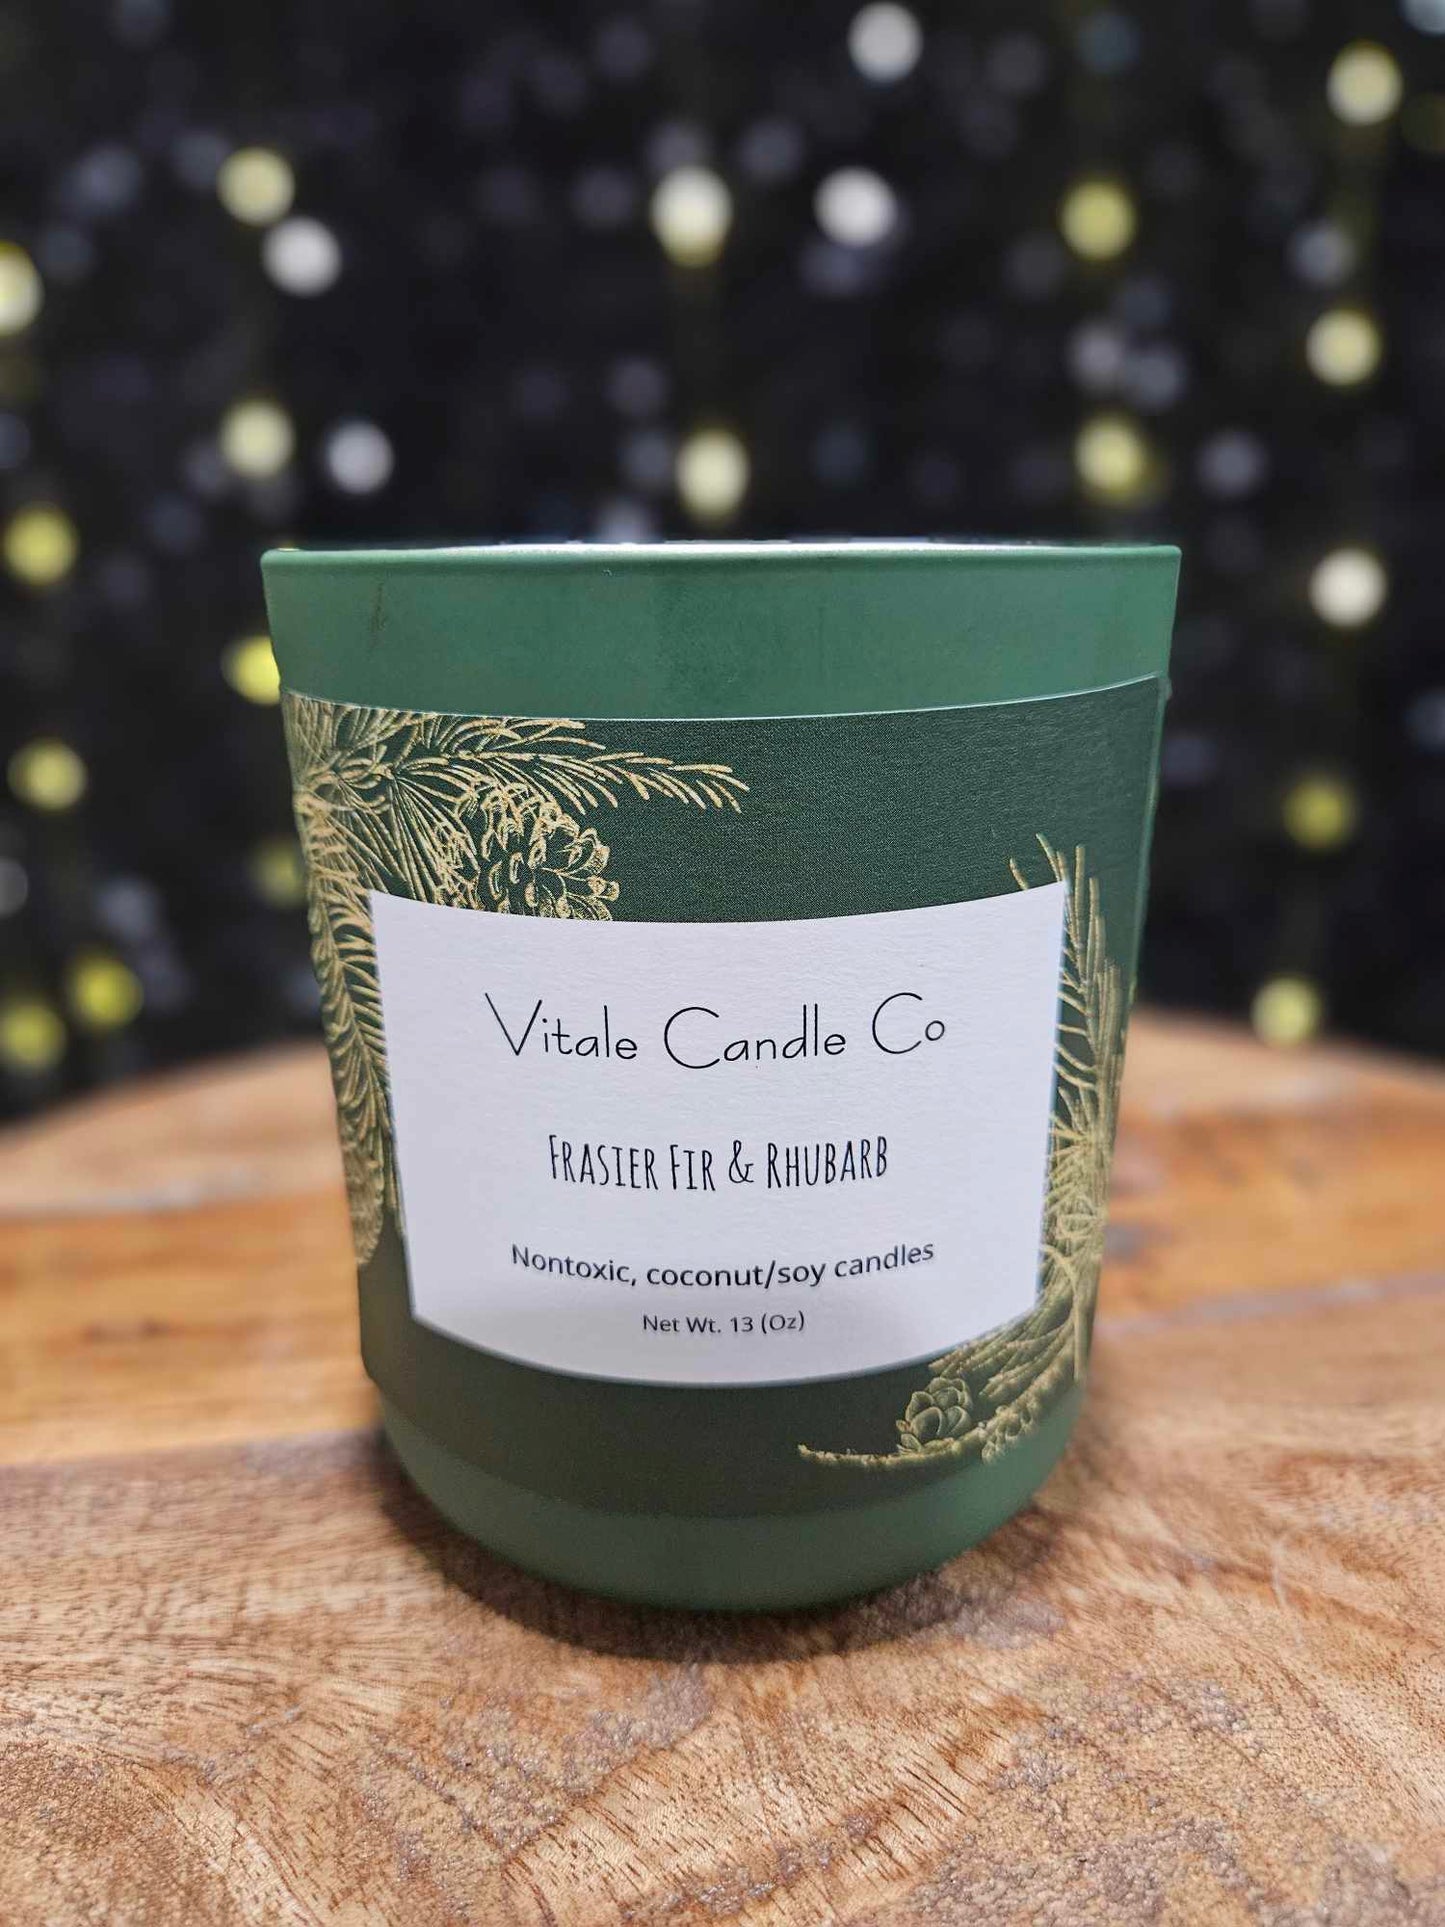 Vitale Candle Co
Frasier Fir & Rhubarb
Nontoxic, coconut/soy candles
Net Wt. 13 (Oz)